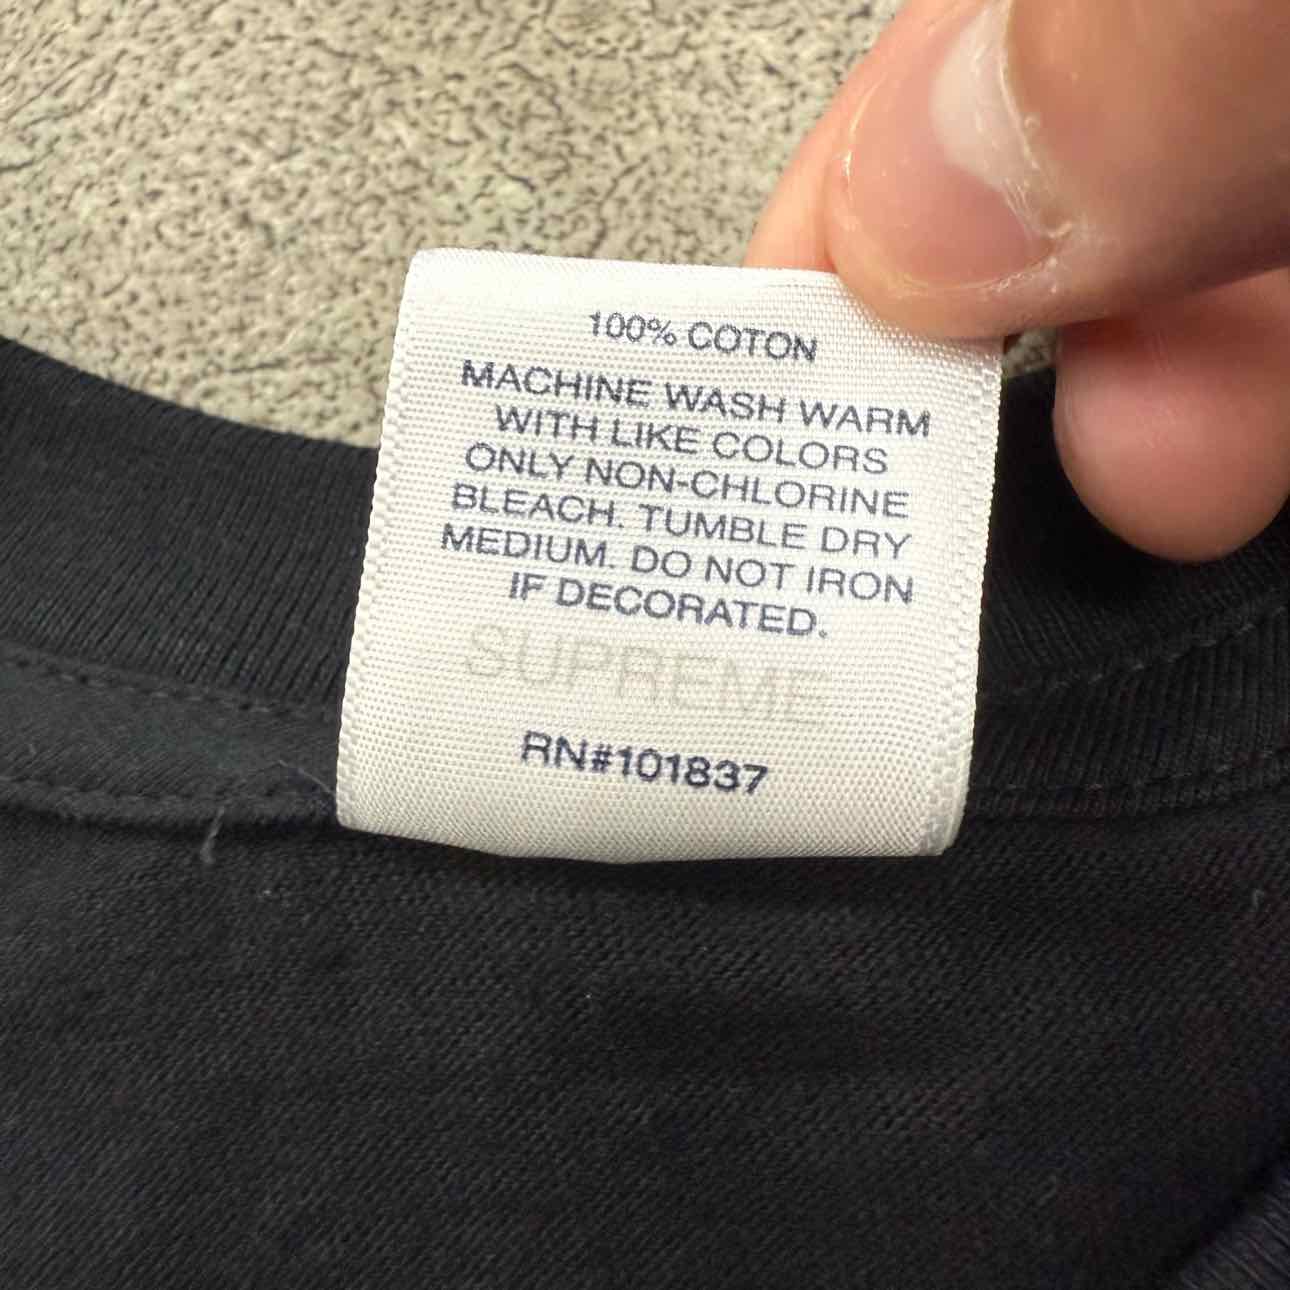 100% COTON
MACHINE WASH WARM
WITH LIKE COLORS
ONLY NON-CHLORINE
BLEACH. TUMBLE DRY
MEDIUM. DO NOT IRON
IF DECORATED.
SUPREME
RN#101837